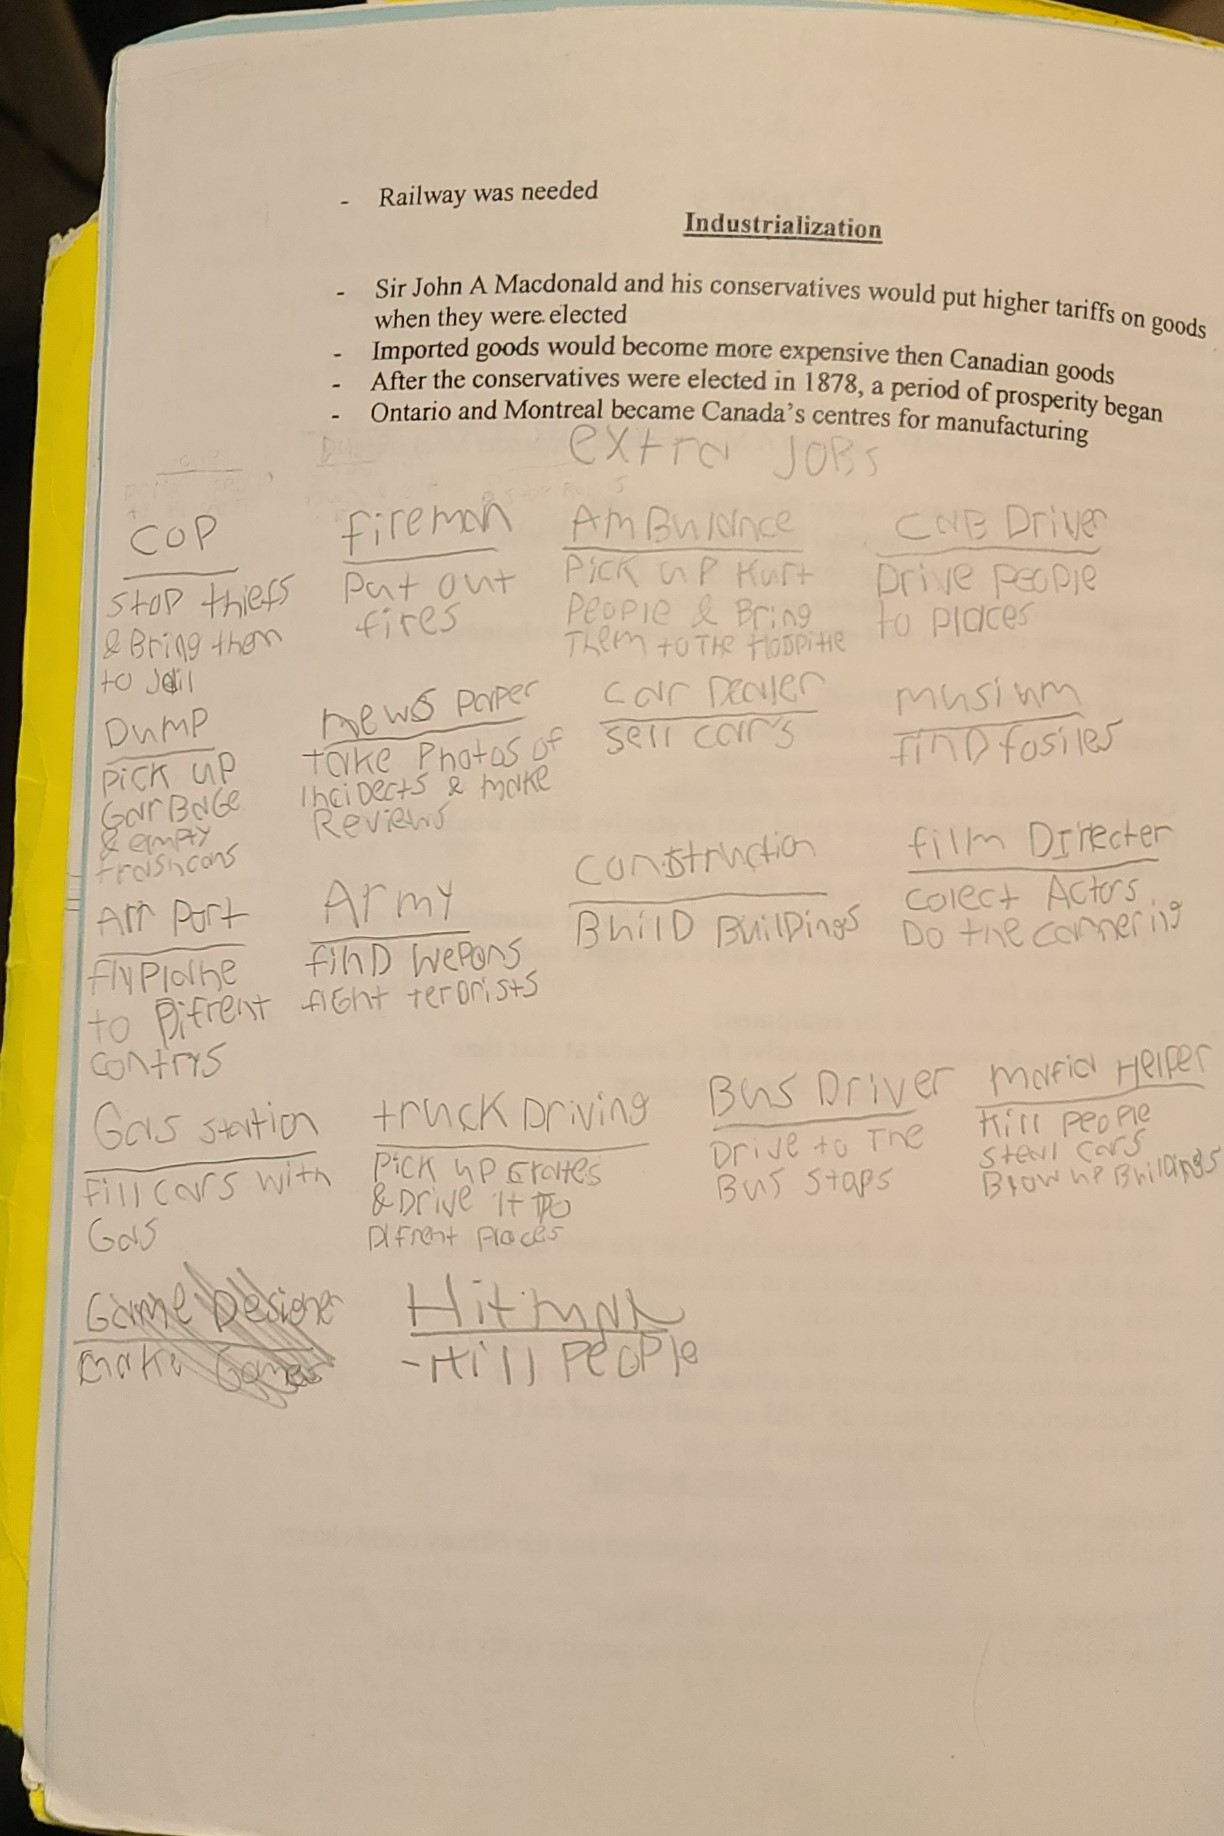 - Railway was needed
Industrialization
- Sir John A Macdonald and his conservatives would put higher tariffs on goods
when they were elected
- Imported goods would become more expensive then Canadian goods
- After the conservatives were elected in 1878, a period of prosperity began
- Ontario and Montreal became Canada's centres for manufacturing
extra JOBS
COP
Stop thiefs
& Bring them
to Jail
fireman
Put out
fires
AmBulance
Pick up Hurt
People & Bring
Them to The Hospitle
CAB Driver
Drive People
to places
Dump
Pick up
GarBaGe
& empty
trashcans
news paper
take Photos of
Incidects & make
Reviews
Car Dealer
sell cars
musium
finD fosiles
Air Port
fly Plane
to Difrent
contrys
Army
finD wepons
fight terorists
construction
BuilD BuilDings
film Directer
colect Actors
Do the camering
Gas station
fill cars with
Gas
truck Driving
Pick up Crates
& Drive it to
Difrent places
Bus Driver
Drive to The
Bus Stops
mafia Helper
Kill people
steal cars
Blow up Buildings
Game Designer
make Games
Hitman
- Kill people